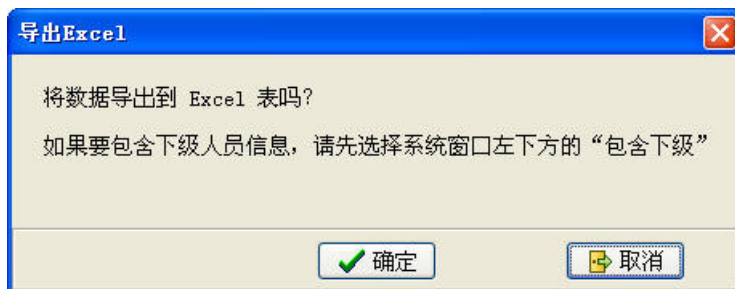 导出Excel
将数据导出到 Excel 表吗?
如果要包含下级人员信息，请先选择系统窗口左下方的“包含下级”
确定
取消